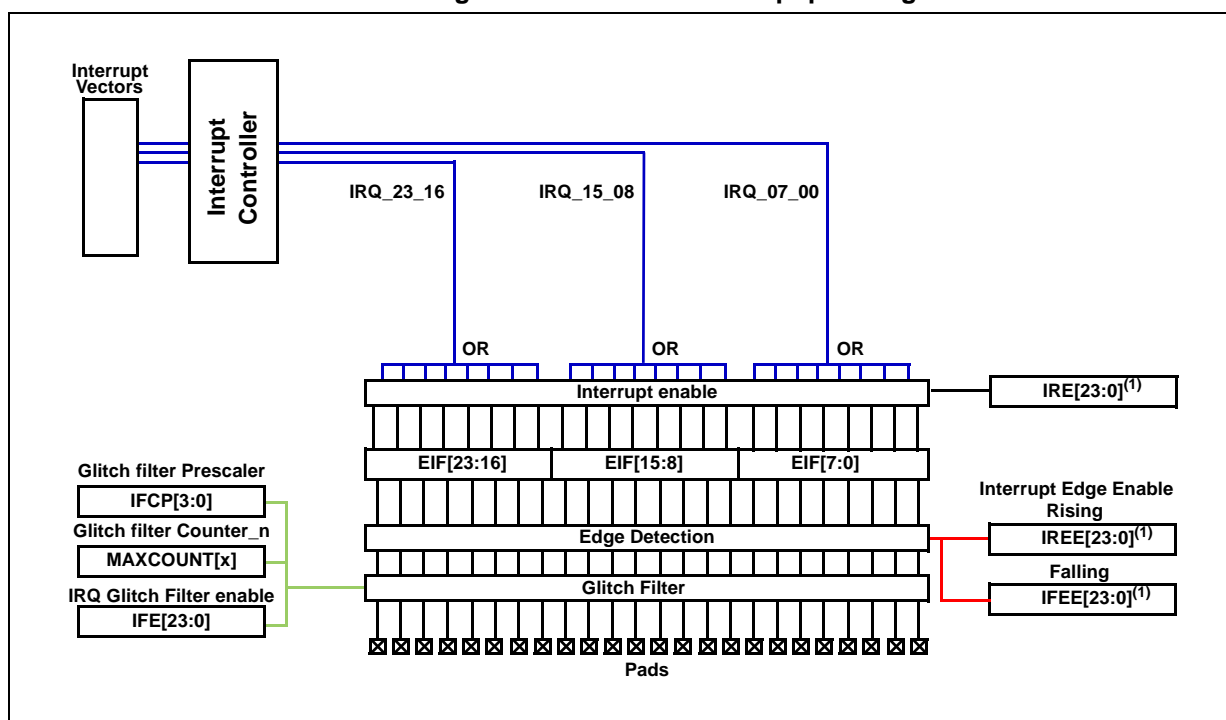 Interrupt
Vectors
Interrupt
Controller
IRQ_23_16
IRQ_15_08
IRQ_07_00
OR
OR
OR
Interrupt enable
IRE[23:0](1)
EIF[23:16]
EIF[15:8]
EIF[7:0]
Glitch filter Prescaler
IFCP[3:0]
Glitch filter Counter_n
MAXCOUNT[x]
IRQ Glitch Filter enable
IFE[23:0]
Interrupt Edge Enable
Rising
IREE[23:0](1)
Falling
IFEE[23:0](1)
Edge Detection
Glitch Filter
Pads